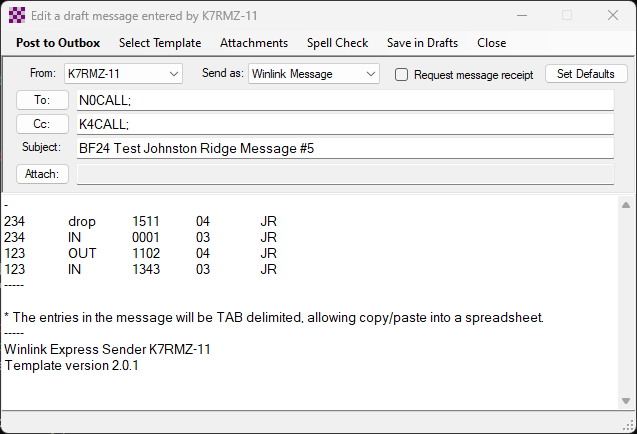 Edit a draft message entered by K7RMZ-11
Post to Outbox Select Template Attachments Spell Check Save in Drafts Close
From: K7RMZ-11 Send as: Winlink Message Request message receipt Set Defaults
To: N0CALL;
Cc: K4CALL;
Subject: BF24 Test Johnston Ridge Message #5
Attach:
-
234 drop 1511 04 JR
234 IN 0001 03 JR
123 OUT 1102 04 JR
123 IN 1343 03 JR
-----
* The entries in the message will be TAB delimited, allowing copy/paste into a spreadsheet.
-----
Winlink Express Sender K7RMZ-11
Template version 2.0.1